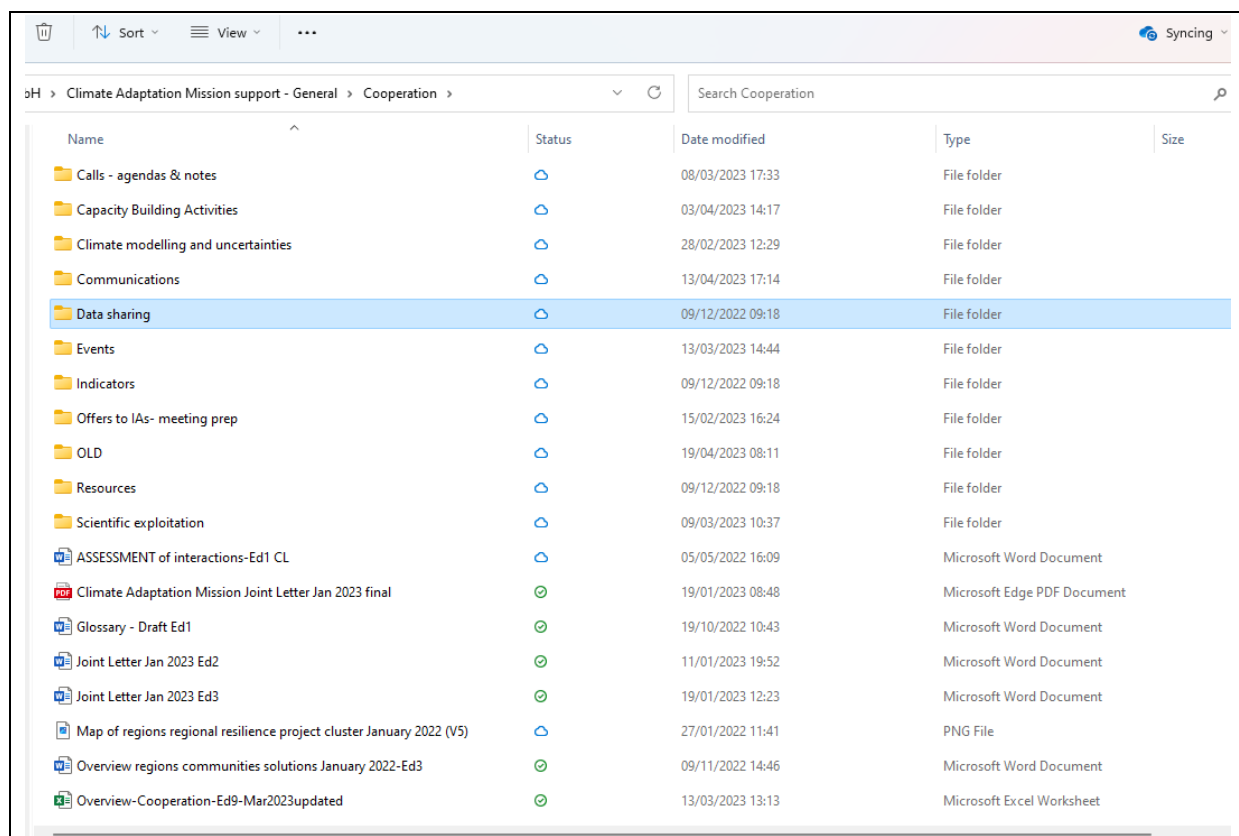 Sort View ... Syncing
bH > Climate Adaptation Mission support - General > Cooperation > Search Cooperation
Name Status Date modified Type Size
Calls - agendas & notes 08/03/2023 17:33 File folder
Capacity Building Activities 03/04/2023 14:17 File folder
Climate modelling and uncertainties 28/02/2023 12:29 File folder
Communications 13/04/2023 17:14 File folder
Data sharing 09/12/2022 09:18 File folder
Events 13/03/2023 14:44 File folder
Indicators 09/12/2022 09:18 File folder
Offers to IAs- meeting prep 15/02/2023 16:24 File folder
OLD 19/04/2023 08:11 File folder
Resources 09/12/2022 09:18 File folder
Scientific exploitation 09/03/2023 10:37 File folder
ASSESSMENT of interactions-Ed1 CL 05/05/2022 16:09 Microsoft Word Document
Climate Adaptation Mission Joint Letter Jan 2023 final 19/01/2023 08:48 Microsoft Edge PDF Document
Glossary - Draft Ed1 19/10/2022 10:43 Microsoft Word Document
Joint Letter Jan 2023 Ed2 11/01/2023 19:52 Microsoft Word Document
Joint Letter Jan 2023 Ed3 19/01/2023 12:23 Microsoft Word Document
Map of regions regional resilience project cluster January 2022 (V5) 27/01/2022 11:41 PNG File
Overview regions communities solutions January 2022-Ed3 09/11/2022 14:46 Microsoft Word Document
Overview-Cooperation-Ed9-Mar2023updated 13/03/2023 13:13 Microsoft Excel Worksheet